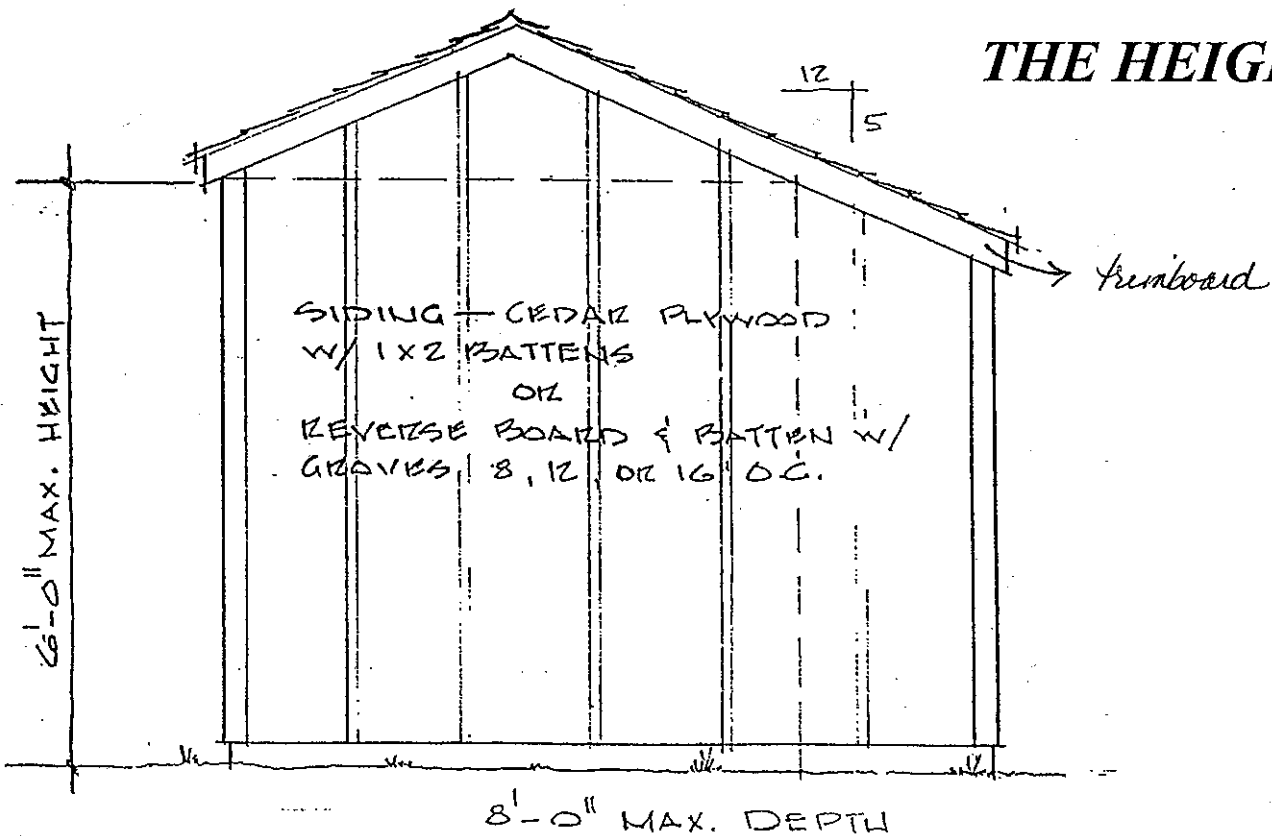 THE HEIG
12
5
trimboard
SIDING — CEDAR PLYWOOD
W/ 1X2 BATTENS
OR
REVERSE BOARD & BATTEN W/
GROVES, 8, 12, OR 16 O.C.
6'-0" MAX. HEIGHT
8'-0" MAX. DEPTH